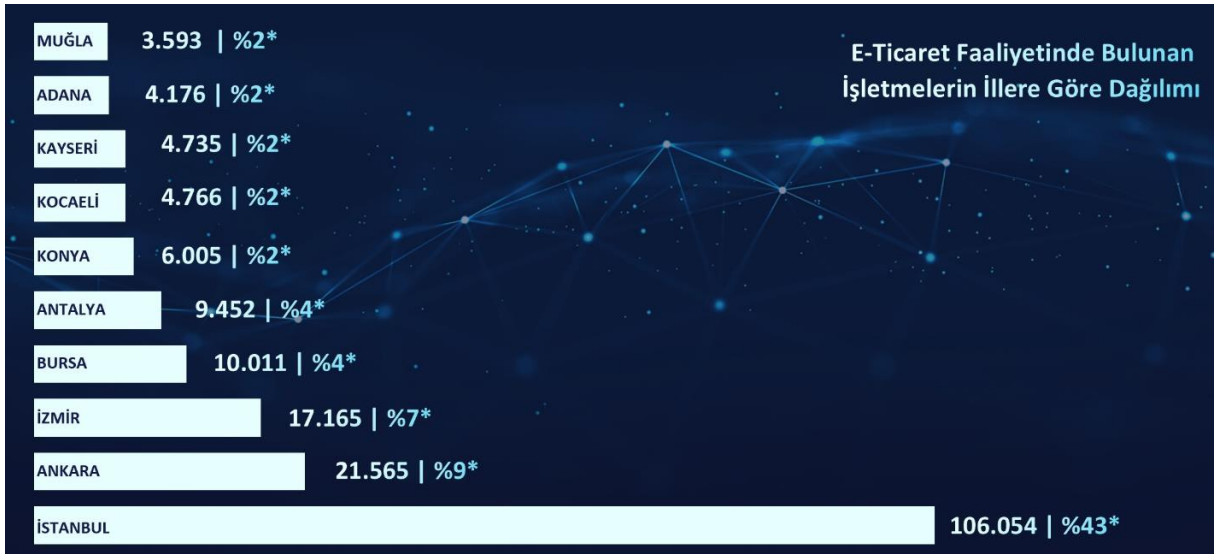 E-Ticaret Faaliyetinde Bulunan
İşletmelerin İllere Göre Dağılımı
MUĞLA 3.593 | %2*
ADANA 4.176 | %2*
KAYSERİ 4.735 | %2*
KOCAELİ 4.766 | %2*
KONYA 6.005 | %2*
ANTALYA 9.452 | %4*
BURSA 10.011 | %4*
İZMİR 17.165 | %7*
ANKARA 21.565 | %9*
İSTANBUL 106.054 | %43*